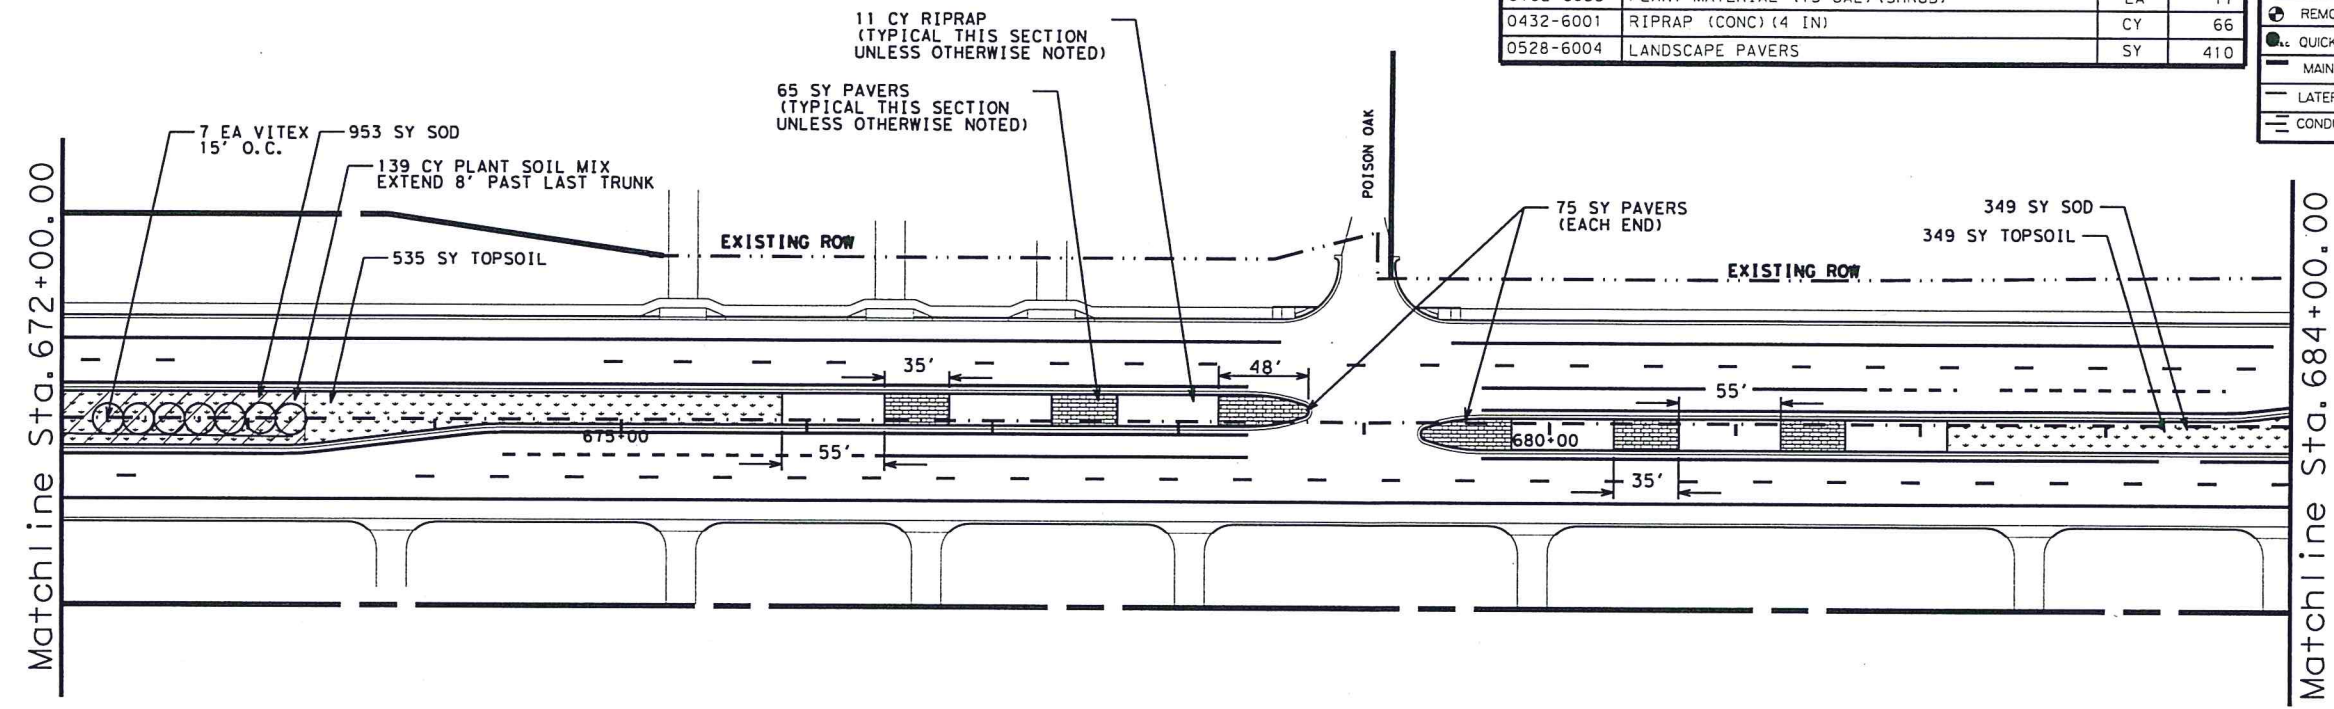 11 CY RIPRAP
(TYPICAL THIS SECTION
UNLESS OTHERWISE NOTED)
65 SY PAVERS
(TYPICAL THIS SECTION
UNLESS OTHERWISE NOTED)
0432-6001 RIPRAP (CONC) (4 IN) CY 66
0528-6004 LANDSCAPE PAVERS SY 410
REMO
QUICK
MAIN
LATER
CONDU
7 EA VITEX
15' O.C.
953 SY SOD
139 CY PLANT SOIL MIX
EXTEND 8' PAST LAST TRUNK
535 SY TOPSOIL
POISON OAK
75 SY PAVERS
(EACH END)
349 SY SOD
349 SY TOPSOIL
EXISTING ROW
EXISTING ROW
Matchline Sta. 672+00.00
Matchline Sta. 684+00.00
35'
48'
55'
675+00
55'
680+00
35'